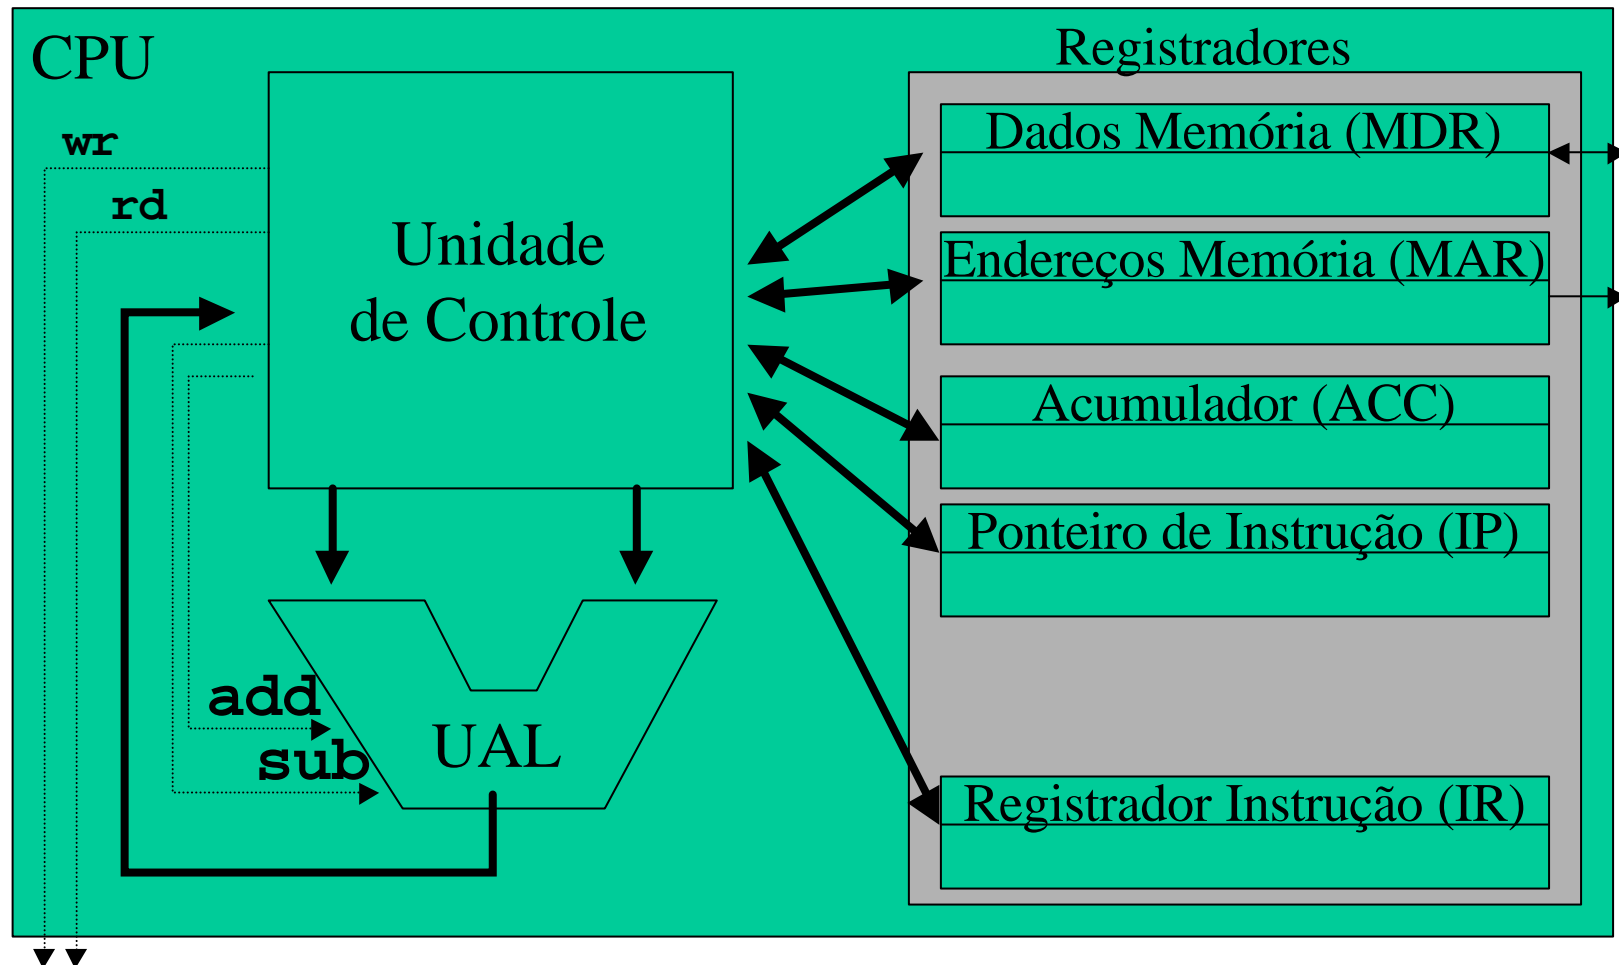 CPU
Registradores
wr
rd
Unidade
de Controle
Dados Memória (MDR)
Endereços Memória (MAR)
Acumulador (ACC)
Ponteiro de Instrução (IP)
Registrador Instrução (IR)
add
sub
UAL